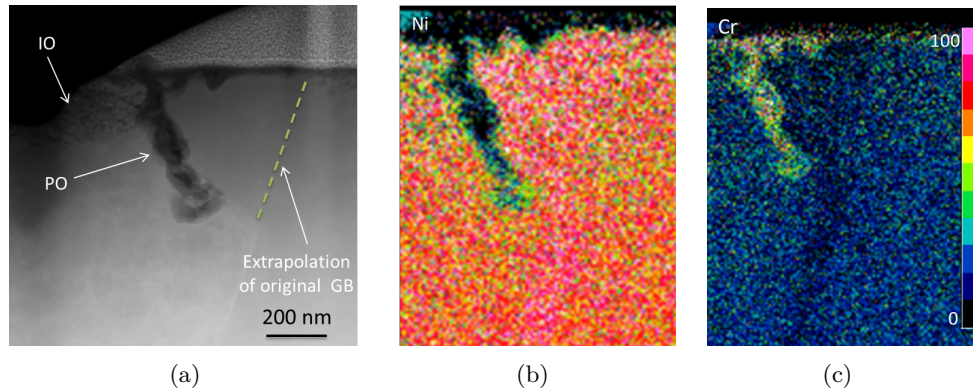 IO
PO
Extrapolation
of original GB
200 nm
Ni
Cr
100
0
(a)
(b)
(c)